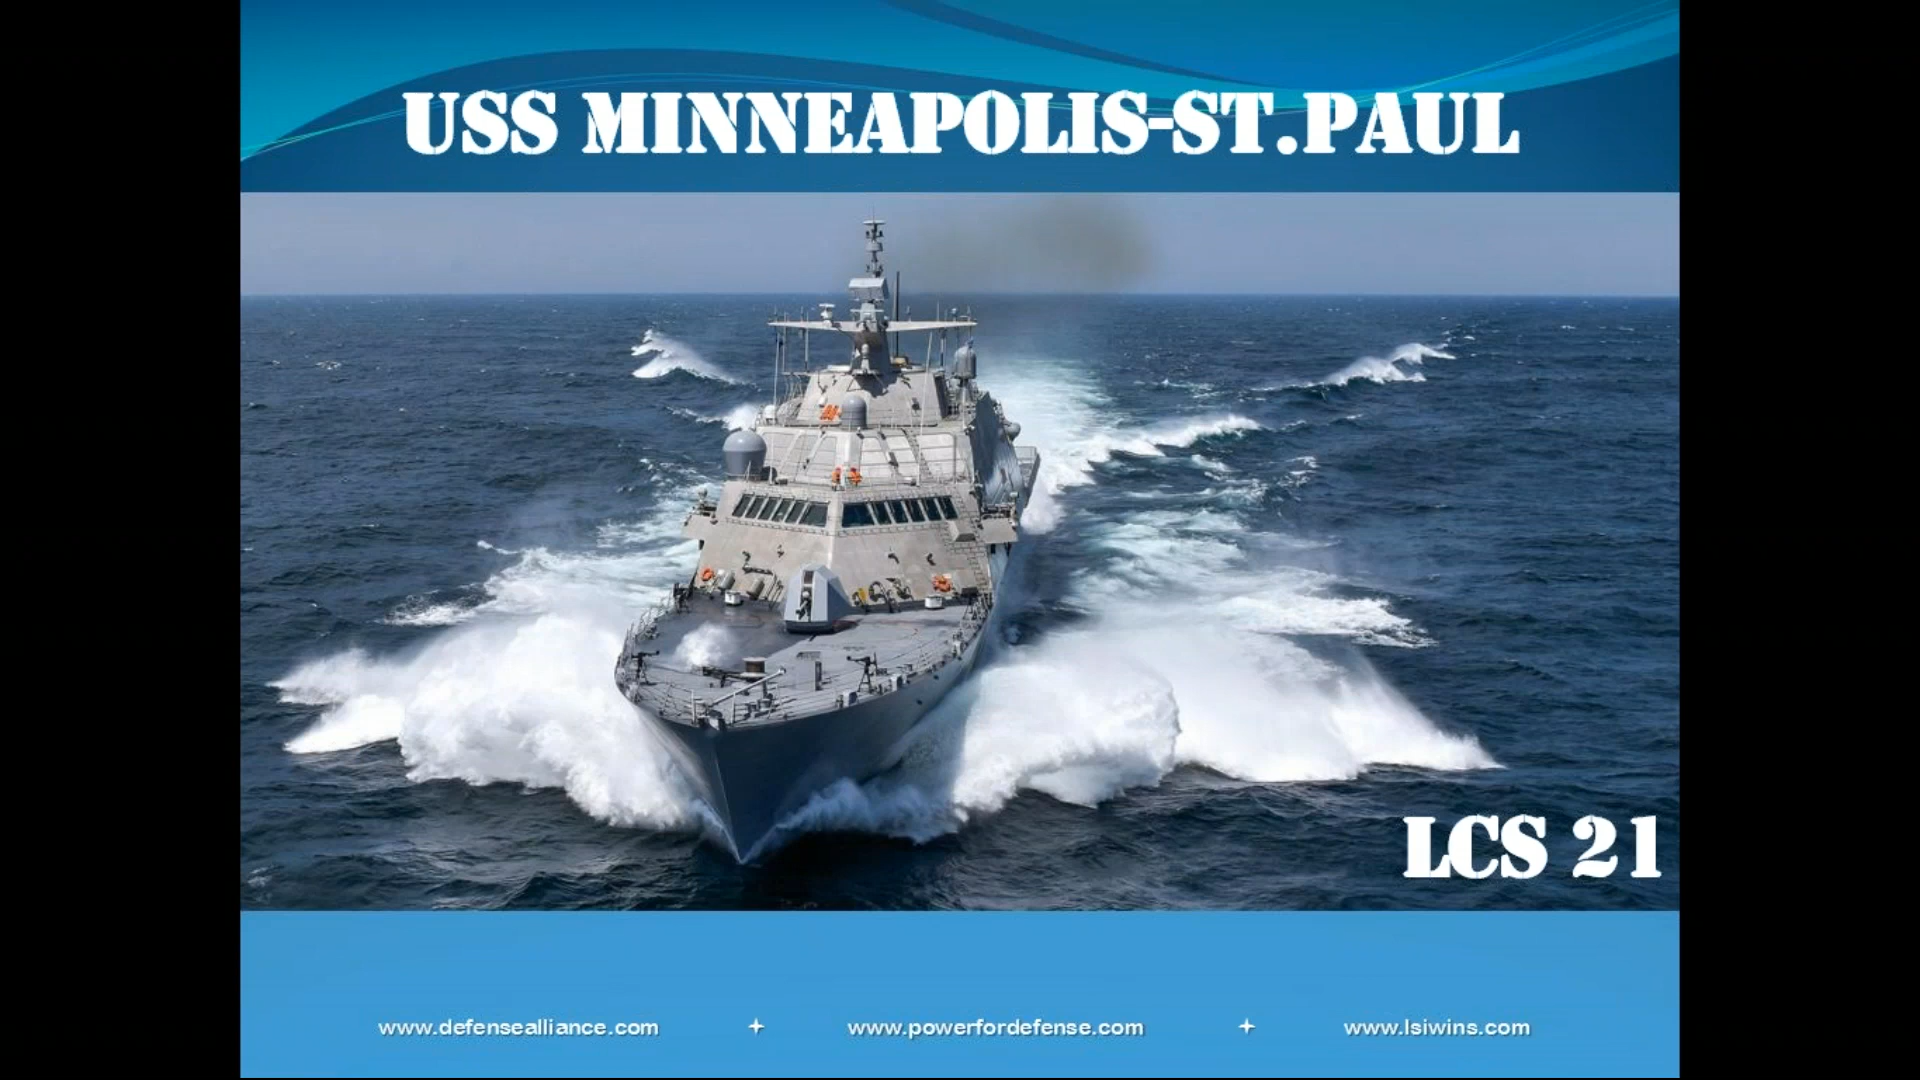 USS MINNEAPOLIS-ST.PAUL
LCS 21
www.defensealliance.com
www.powerfordefense.com
www.lsiwins.com